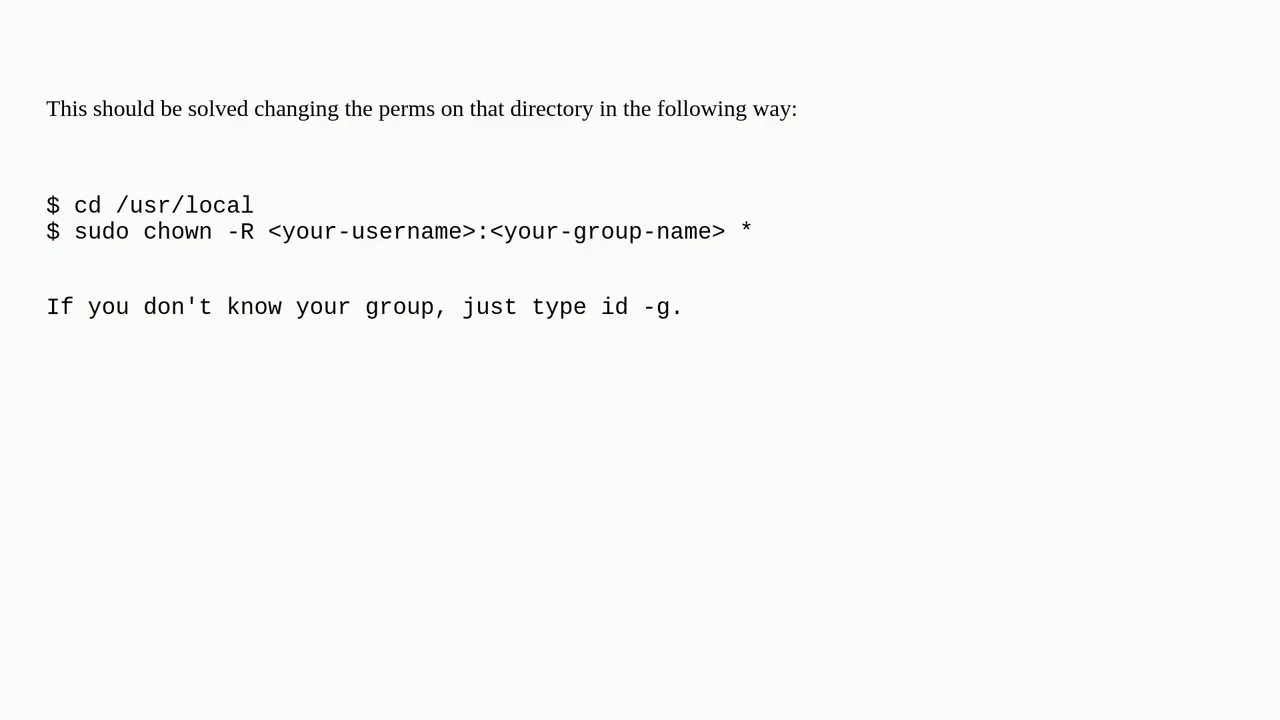 This should be solved changing the perms on that directory in the following way:
$ cd /usr/local
$ sudo chown -R <your-username>:<your-group-name> *
If you don't know your group, just type id -g.